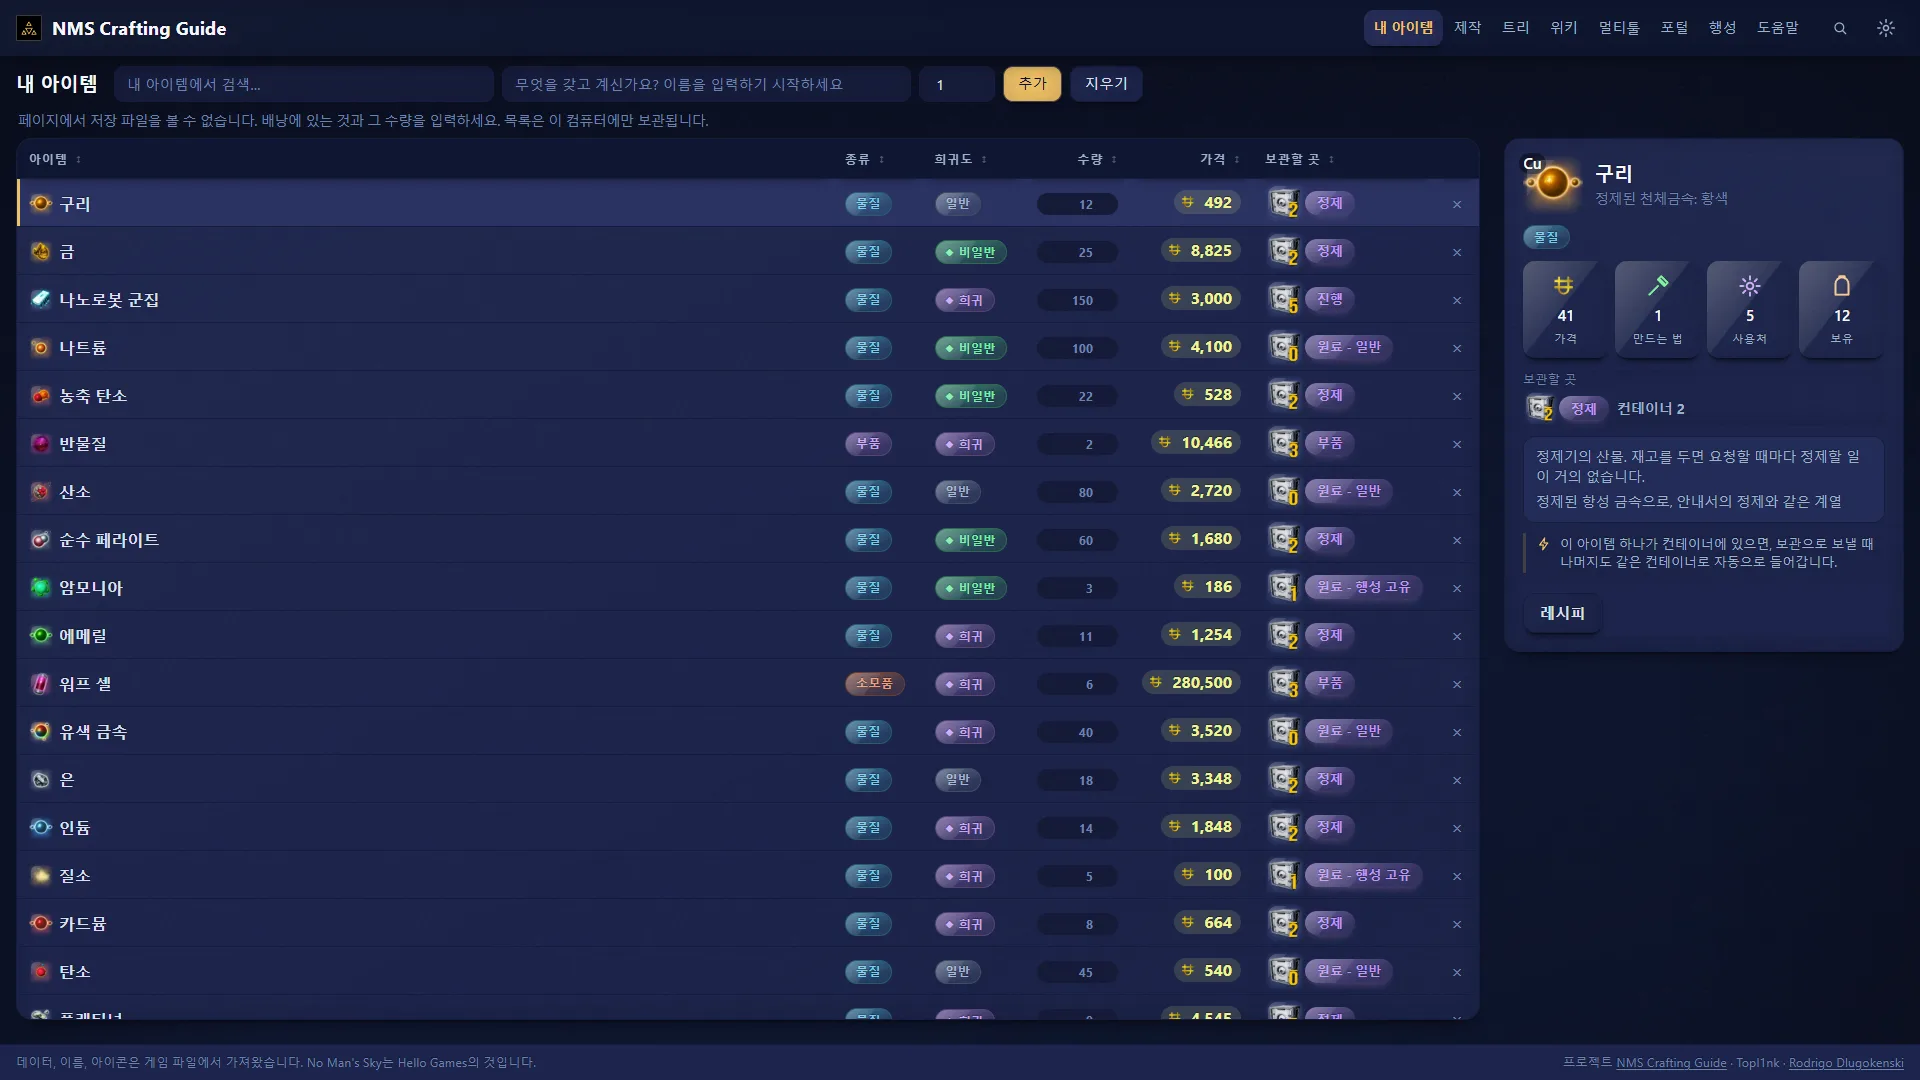 NMS Crafting Guide
내 아이템 제작 트리 위키 멀티툴 포털 행성 도움말
내 아이템 내 아이템에서 검색... 무엇을 갖고 계신가요? 이름을 입력하기 시작하세요 1 추가 지우기
페이지에서 저장 파일을 볼 수 없습니다. 배낭에 있는 것과 그 수량을 입력하세요. 목록은 이 컴퓨터에만 보관됩니다.
아이템 종류 희귀도 수량 가격 보관할 곳
구리 물질 일반 12 492 2 정제 ×
금 물질 비일반 25 8,825 2 정제 ×
나노로봇 군집 물질 희귀 150 3,000 5 진행 ×
나트륨 물질 비일반 100 4,100 0 원료 - 일반 ×
농축 탄소 물질 비일반 22 528 2 정제 ×
반물질 부품 희귀 2 10,466 3 부품 ×
산소 물질 일반 80 2,720 0 원료 - 일반 ×
순수 페라이트 물질 비일반 60 1,680 2 정제 ×
암모니아 물질 비일반 3 186 1 원료 - 행성 고유 ×
에메릴 물질 희귀 11 1,254 2 정제 ×
워프 셀 소모품 희귀 6 280,500 3 부품 ×
유색 금속 물질 희귀 40 3,520 0 원료 - 일반 ×
은 물질 일반 18 3,348 2 정제 ×
인듐 물질 희귀 14 1,848 2 정제 ×
질소 물질 희귀 5 100 1 원료 - 행성 고유 ×
카드뮴 물질 희귀 8 664 2 정제 ×
탄소 물질 일반 45 540 0 원료 - 일반 ×
Cu
구리
정제된 천체금속: 황색
물질
41 1 5 12
가격 만드는 법 사용처 보유
보관할 곳
2 정제 컨테이너 2
정제기의 산물. 재고를 두면 요청할 때마다 정제할 일
이 거의 없습니다.
정제된 항성 금속으로, 안내서의 정제와 같은 계열
이 아이템 하나가 컨테이너에 있으면, 보관으로 보낼 때
나머지도 같은 컨테이너로 자동으로 들어갑니다.
레시피
데이터, 이름, 아이콘은 게임 파일에서 가져왔습니다. No Man's Sky는 Hello Games의 것입니다.
프로젝트 NMS Crafting Guide · Topl1nk · Rodrigo Dlugokenski